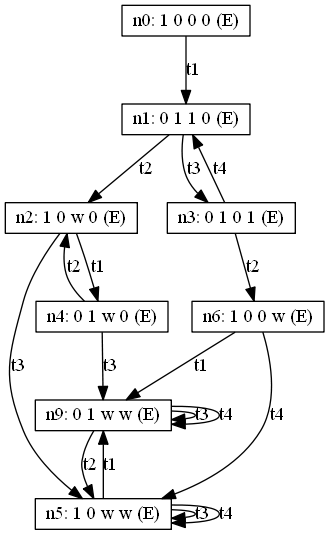 n0: 1 0 0 0 (E)
t1
n1: 0 1 1 0 (E)
t2
t3
t4
n2: 1 0 w 0 (E)
n3: 0 1 0 1 (E)
t2
t1
t2
n4: 0 1 w 0 (E)
n6: 1 0 0 w (E)
t3
t3
t1
t4
n9: 0 1 w w (E)
t3
t4
t2
t1
n5: 1 0 w w (E)
t3
t4